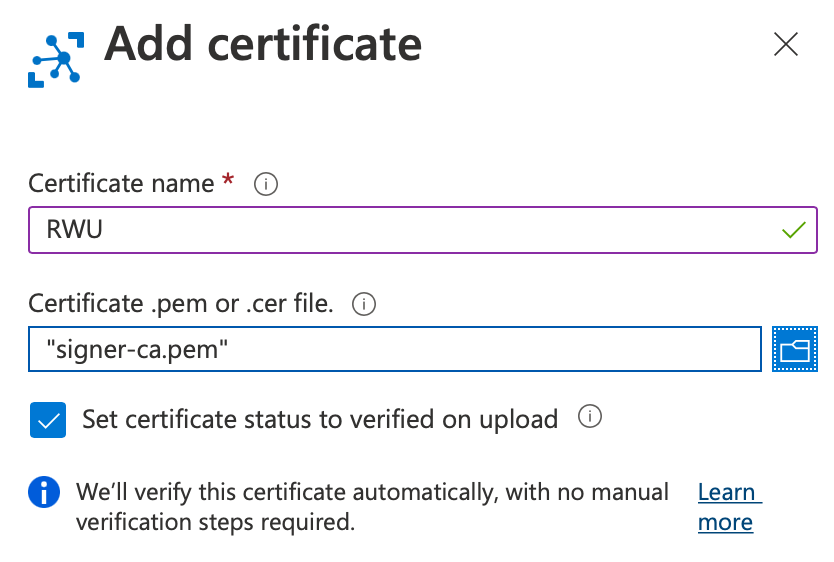 Add certificate
Certificate name *
RWU
Certificate .pem or .cer file.
"signer-ca.pem"
Set certificate status to verified on upload
We’ll verify this certificate automatically, with no manual
verification steps required.
Learn
more